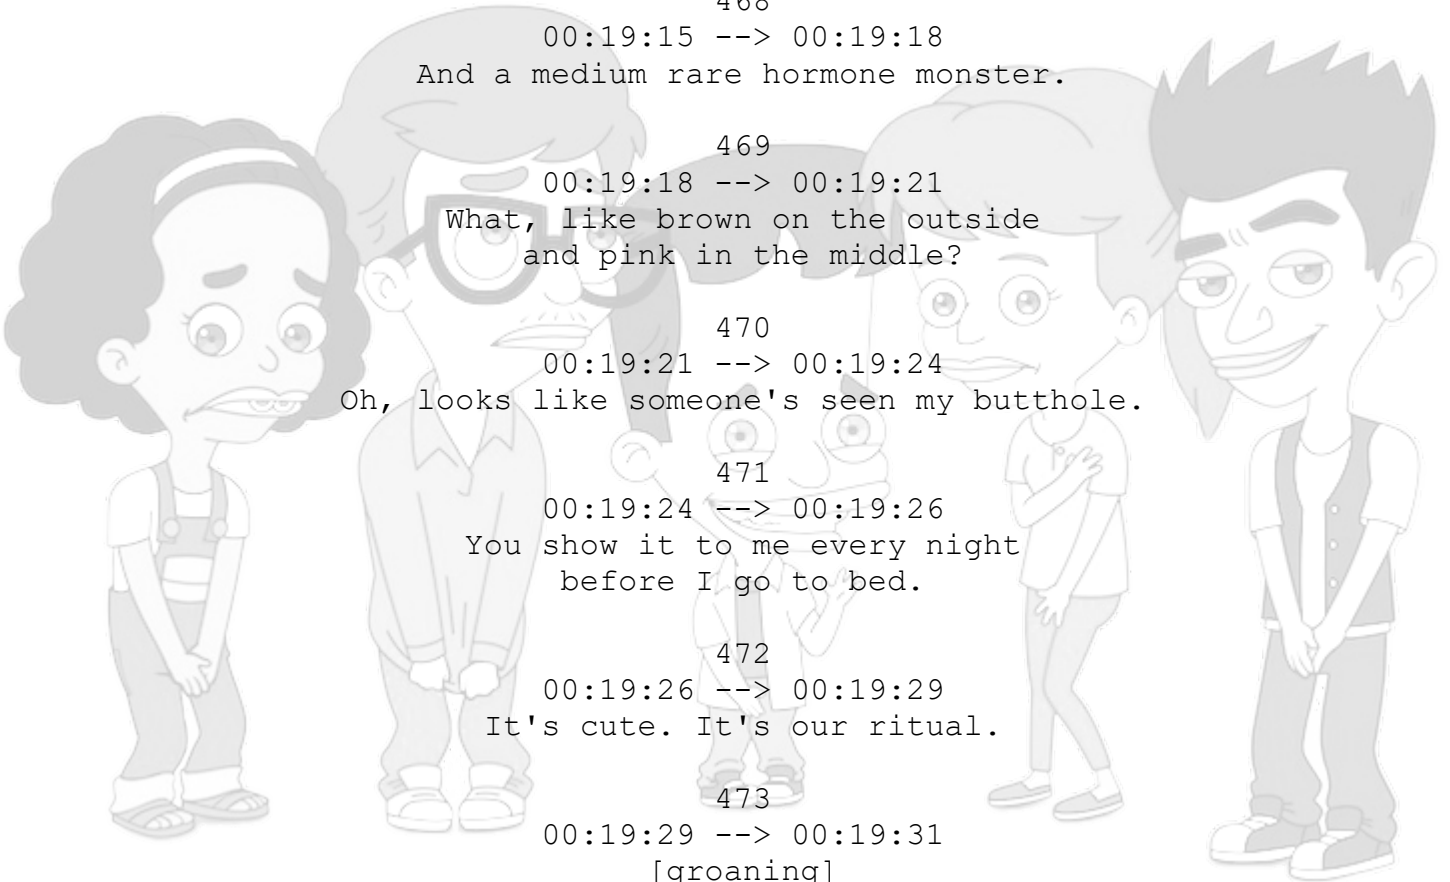 468
00:19:15 --> 00:19:18
And a medium rare hormone monster.
469
00:19:18 --> 00:19:21
What, like brown on the outside
and pink in the middle?
470
00:19:21 --> 00:19:24
Oh, looks like someone's seen my butthole.
471
00:19:24 --> 00:19:26
You show it to me every night
before I go to bed.
472
00:19:26 --> 00:19:29
It's cute. It's our ritual.
473
00:19:29 --> 00:19:31
[groaning]